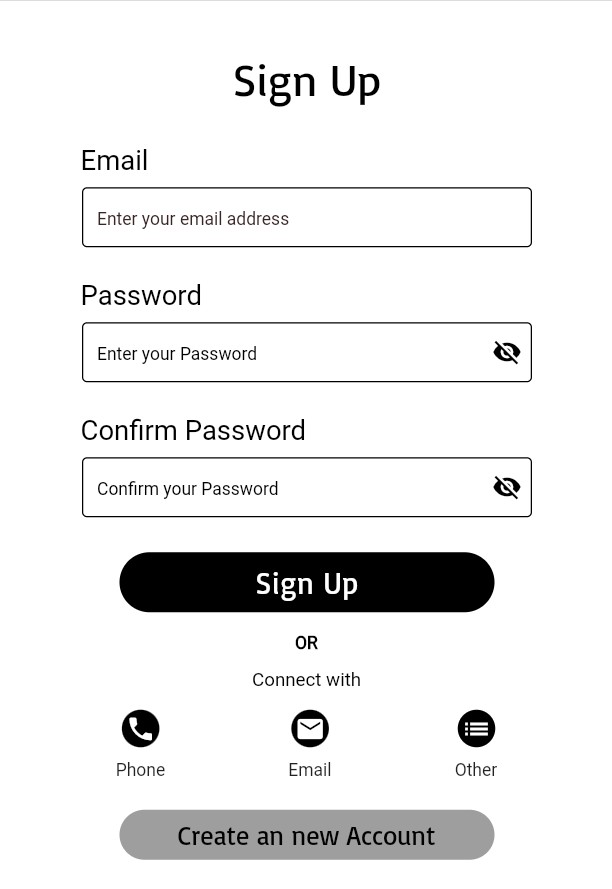 Sign Up
Email
Enter your email address
Password
Enter your Password
Confirm Password
Confirm your Password
Sign Up
OR
Connect with
Phone Email Other
Create an new Account